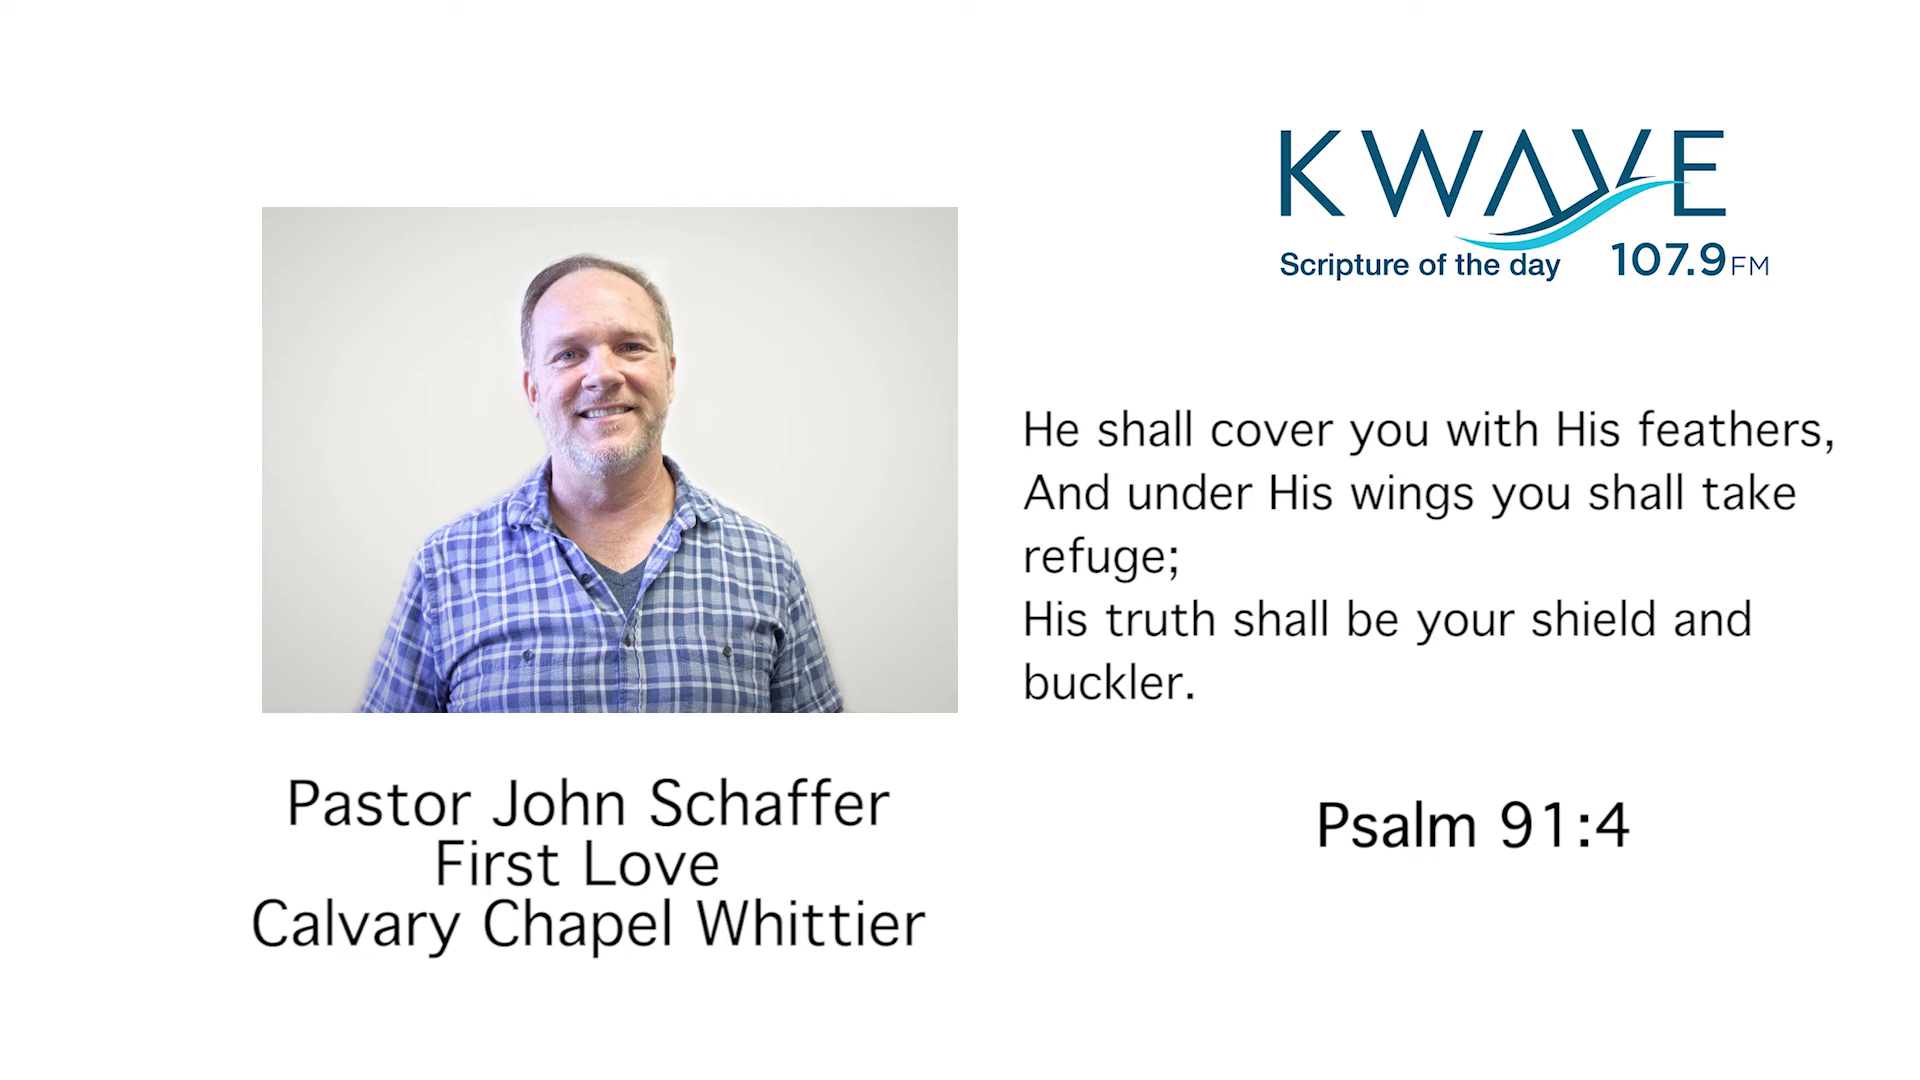 KWAVE
Scripture of the day 107.9 FM
He shall cover you with His feathers,
And under His wings you shall take
refuge;
His truth shall be your shield and
buckler.
Psalm 91:4
Pastor John Schaffer
First Love
Calvary Chapel Whittier